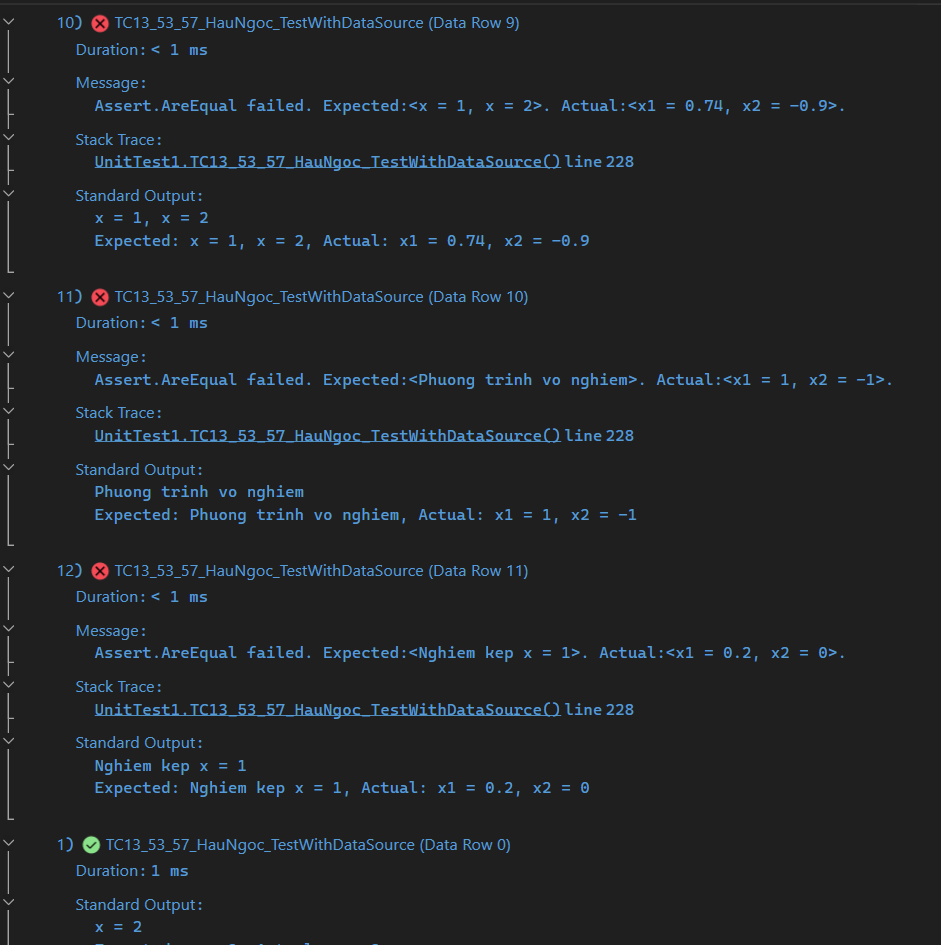 10) TC13_53_57_HauNgoc_TestWithDataSource (Data Row 9)
Duration: < 1 ms
Message:
Assert.AreEqual failed. Expected:<x = 1, x = 2>. Actual:<x1 = 0.74, x2 = -0.9>.
Stack Trace:
UnitTest1.TC13_53_57_HauNgoc_TestWithDataSource() line 228
Standard Output:
x = 1, x = 2
Expected: x = 1, x = 2, Actual: x1 = 0.74, x2 = -0.9
11) TC13_53_57_HauNgoc_TestWithDataSource (Data Row 10)
Duration: < 1 ms
Message:
Assert.AreEqual failed. Expected:<Phuong trinh vo nghiem>. Actual:<x1 = 1, x2 = -1>.
Stack Trace:
UnitTest1.TC13_53_57_HauNgoc_TestWithDataSource() line 228
Standard Output:
Phuong trinh vo nghiem
Expected: Phuong trinh vo nghiem, Actual: x1 = 1, x2 = -1
12) TC13_53_57_HauNgoc_TestWithDataSource (Data Row 11)
Duration: < 1 ms
Message:
Assert.AreEqual failed. Expected:<Nghiem kep x = 1>. Actual:<x1 = 0.2, x2 = 0>.
Stack Trace:
UnitTest1.TC13_53_57_HauNgoc_TestWithDataSource() line 228
Standard Output:
Nghiem kep x = 1
Expected: Nghiem kep x = 1, Actual: x1 = 0.2, x2 = 0
1) TC13_53_57_HauNgoc_TestWithDataSource (Data Row 0)
Duration: 1 ms
Standard Output:
x = 2